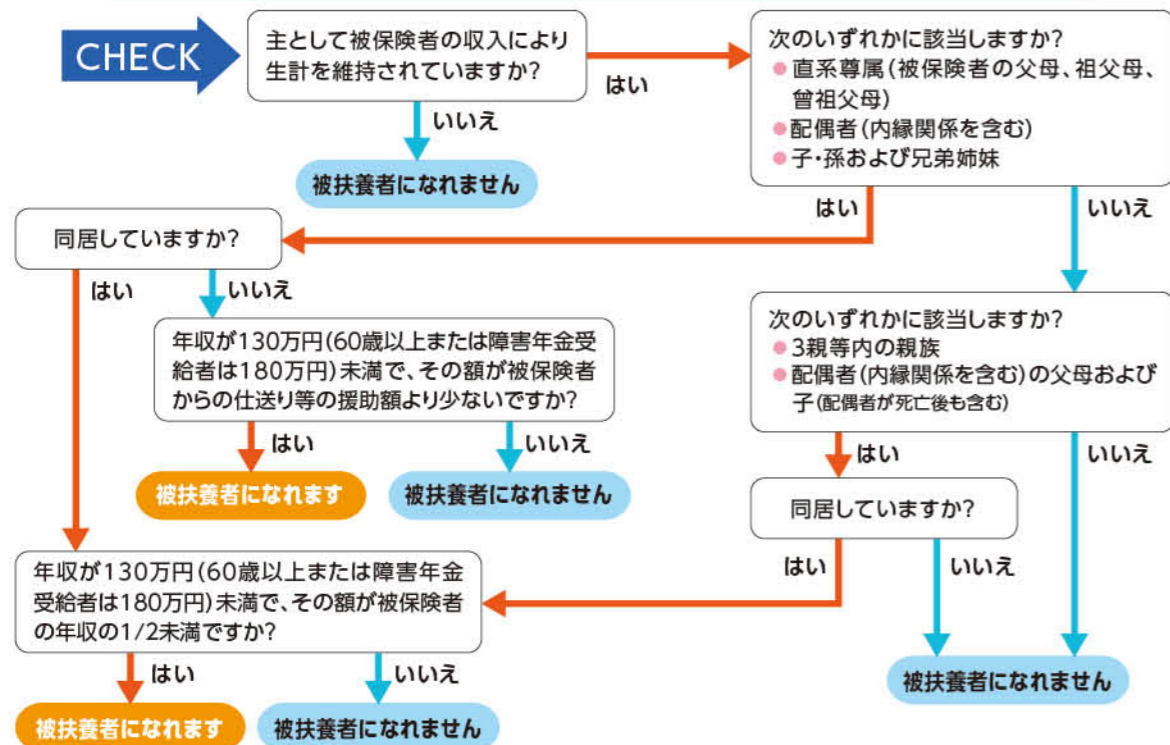 CHECK
主として被保険者の収入により
生計を維持されていますか?
はい
いいえ
被扶養者になれません
次のいずれかに該当しますか?
●直系尊属(被保険者の父母、祖父母、
曾祖父母)
●配偶者(内縁関係を含む)
●子・孫および兄弟姉妹
はい
いいえ
同居していますか?
はい
いいえ
年収が130万円(60歳以上または障害年金受
給者は180万円)未満で、その額が被保険者
からの仕送り等の援助額より少ないですか?
はい
いいえ
被扶養者になれます
被扶養者になれません
次のいずれかに該当しますか?
●3親等内の親族
●配偶者(内縁関係を含む)の父母および
子(配偶者が死亡後も含む)
はい
いいえ
同居していますか?
はい
いいえ
被扶養者になれません
年収が130万円(60歳以上または障害年金
受給者は180万円)未満で、その額が被保険者
の年収の1/2未満ですか?
はい
いいえ
被扶養者になれます
被扶養者になれません